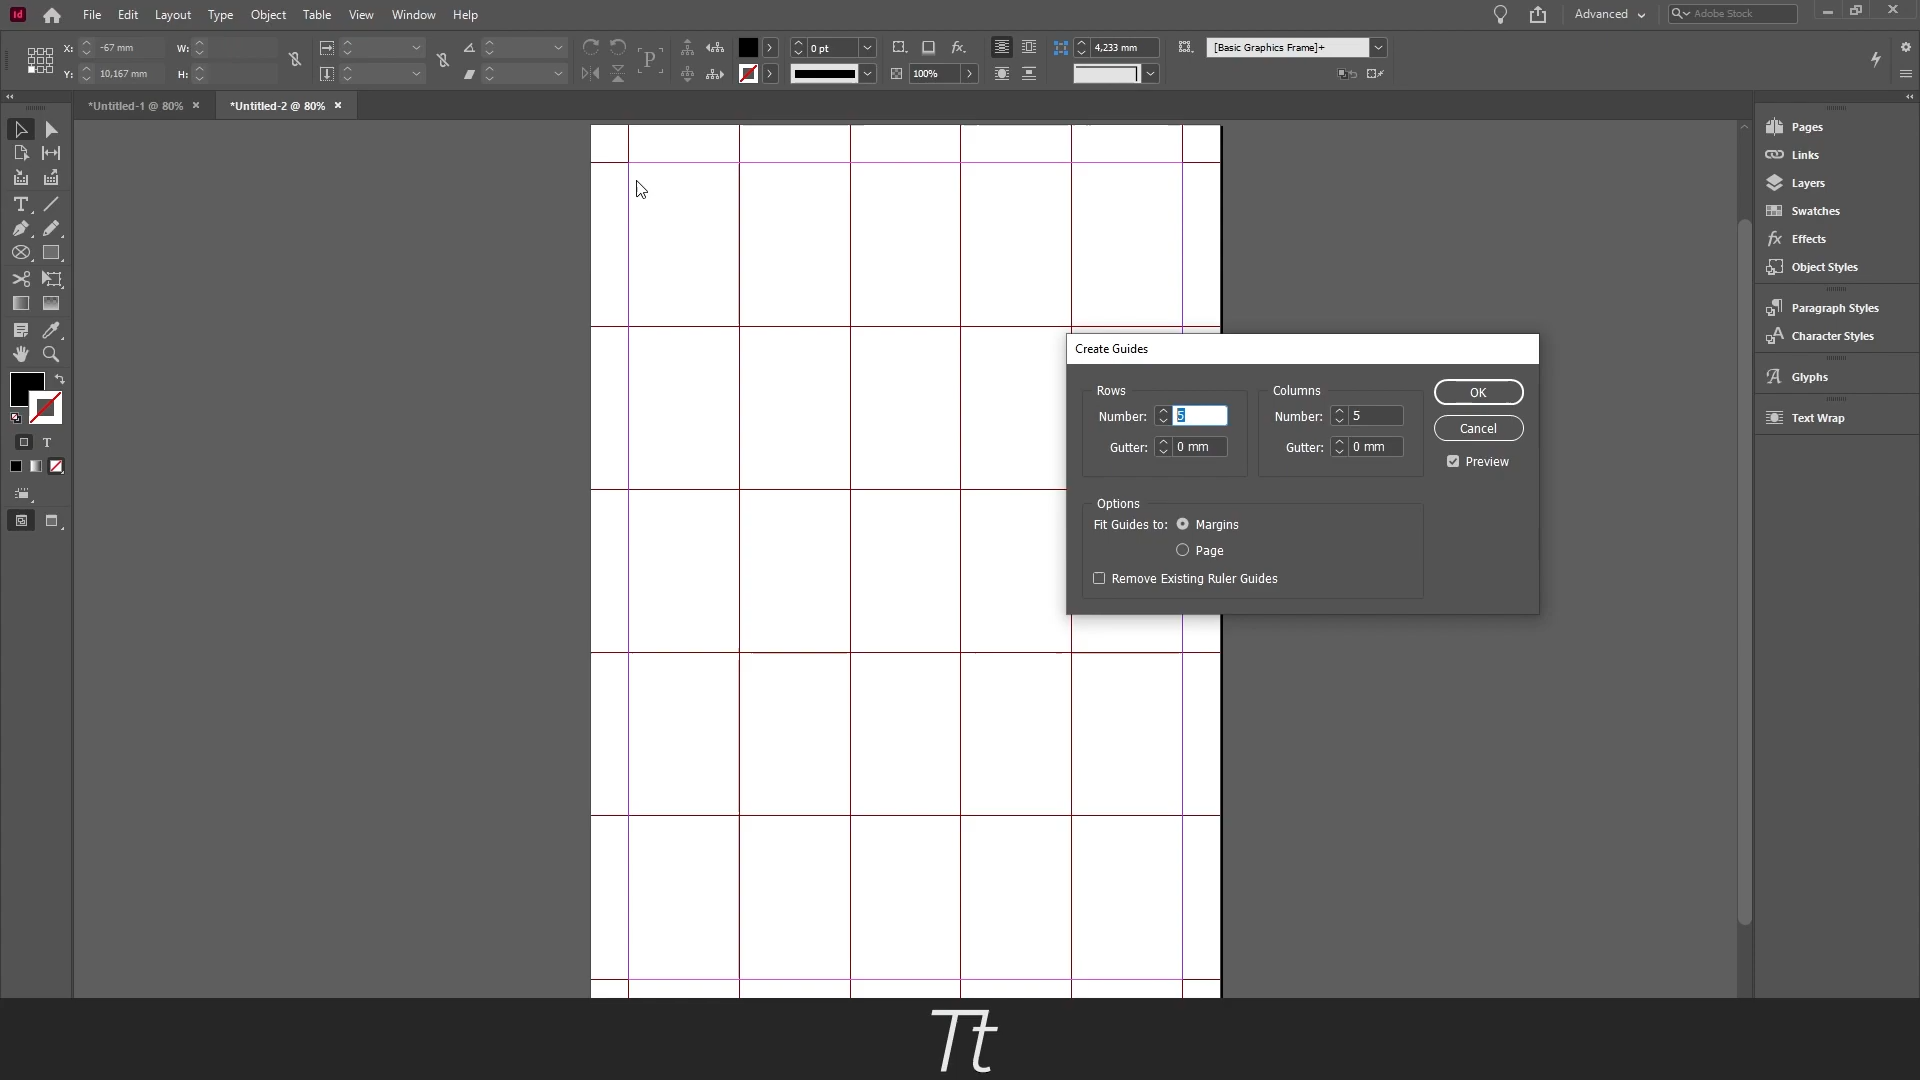 Id File Edit Layout Type Object Table View Window Help Advanced Adobe Stock
X: -67 mm W: 0 pt fx. 4,233 mm [Basic Graphics Frame]+
Y: 10,167 mm H: P 100%
*Untitled-1 @ 80% × *Untitled-2 @ 80% ×
Pages
Links
Layers
Swatches
Effects
Object Styles
Paragraph Styles
Character Styles
Glyphs
Text Wrap
Create Guides
Rows Columns
OK
Number: 5 Number: 5
Cancel
Gutter: 0 mm Gutter: 0 mm
Preview
Options
Fit Guides to: Margins
Page
Remove Existing Ruler Guides
Tt